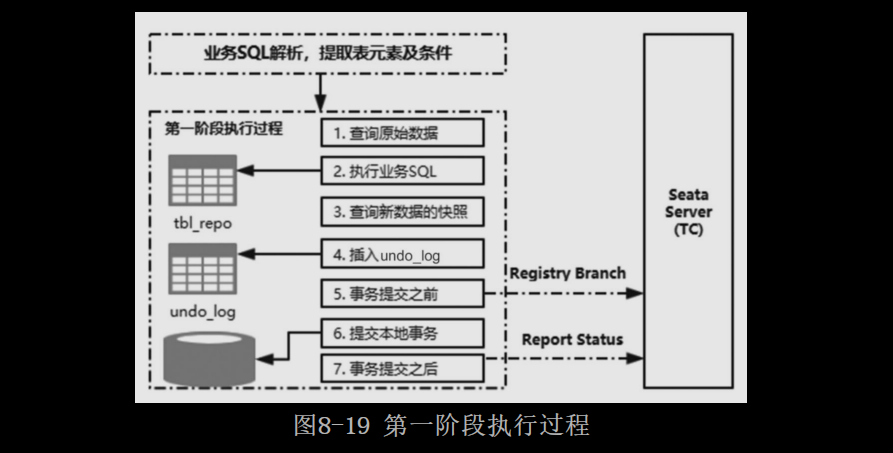 业务SQL解析，提取表元素及条件
第一阶段执行过程
1. 查询原始数据
2. 执行业务SQL
tbl_repo
3. 查询新数据的快照
4. 插入undo_log
undo_log
5. 事务提交之前
6. 提交本地事务
7. 事务提交之后
Registry Branch
Report Status
Seata
Server
(TC)
图8-19 第一阶段执行过程